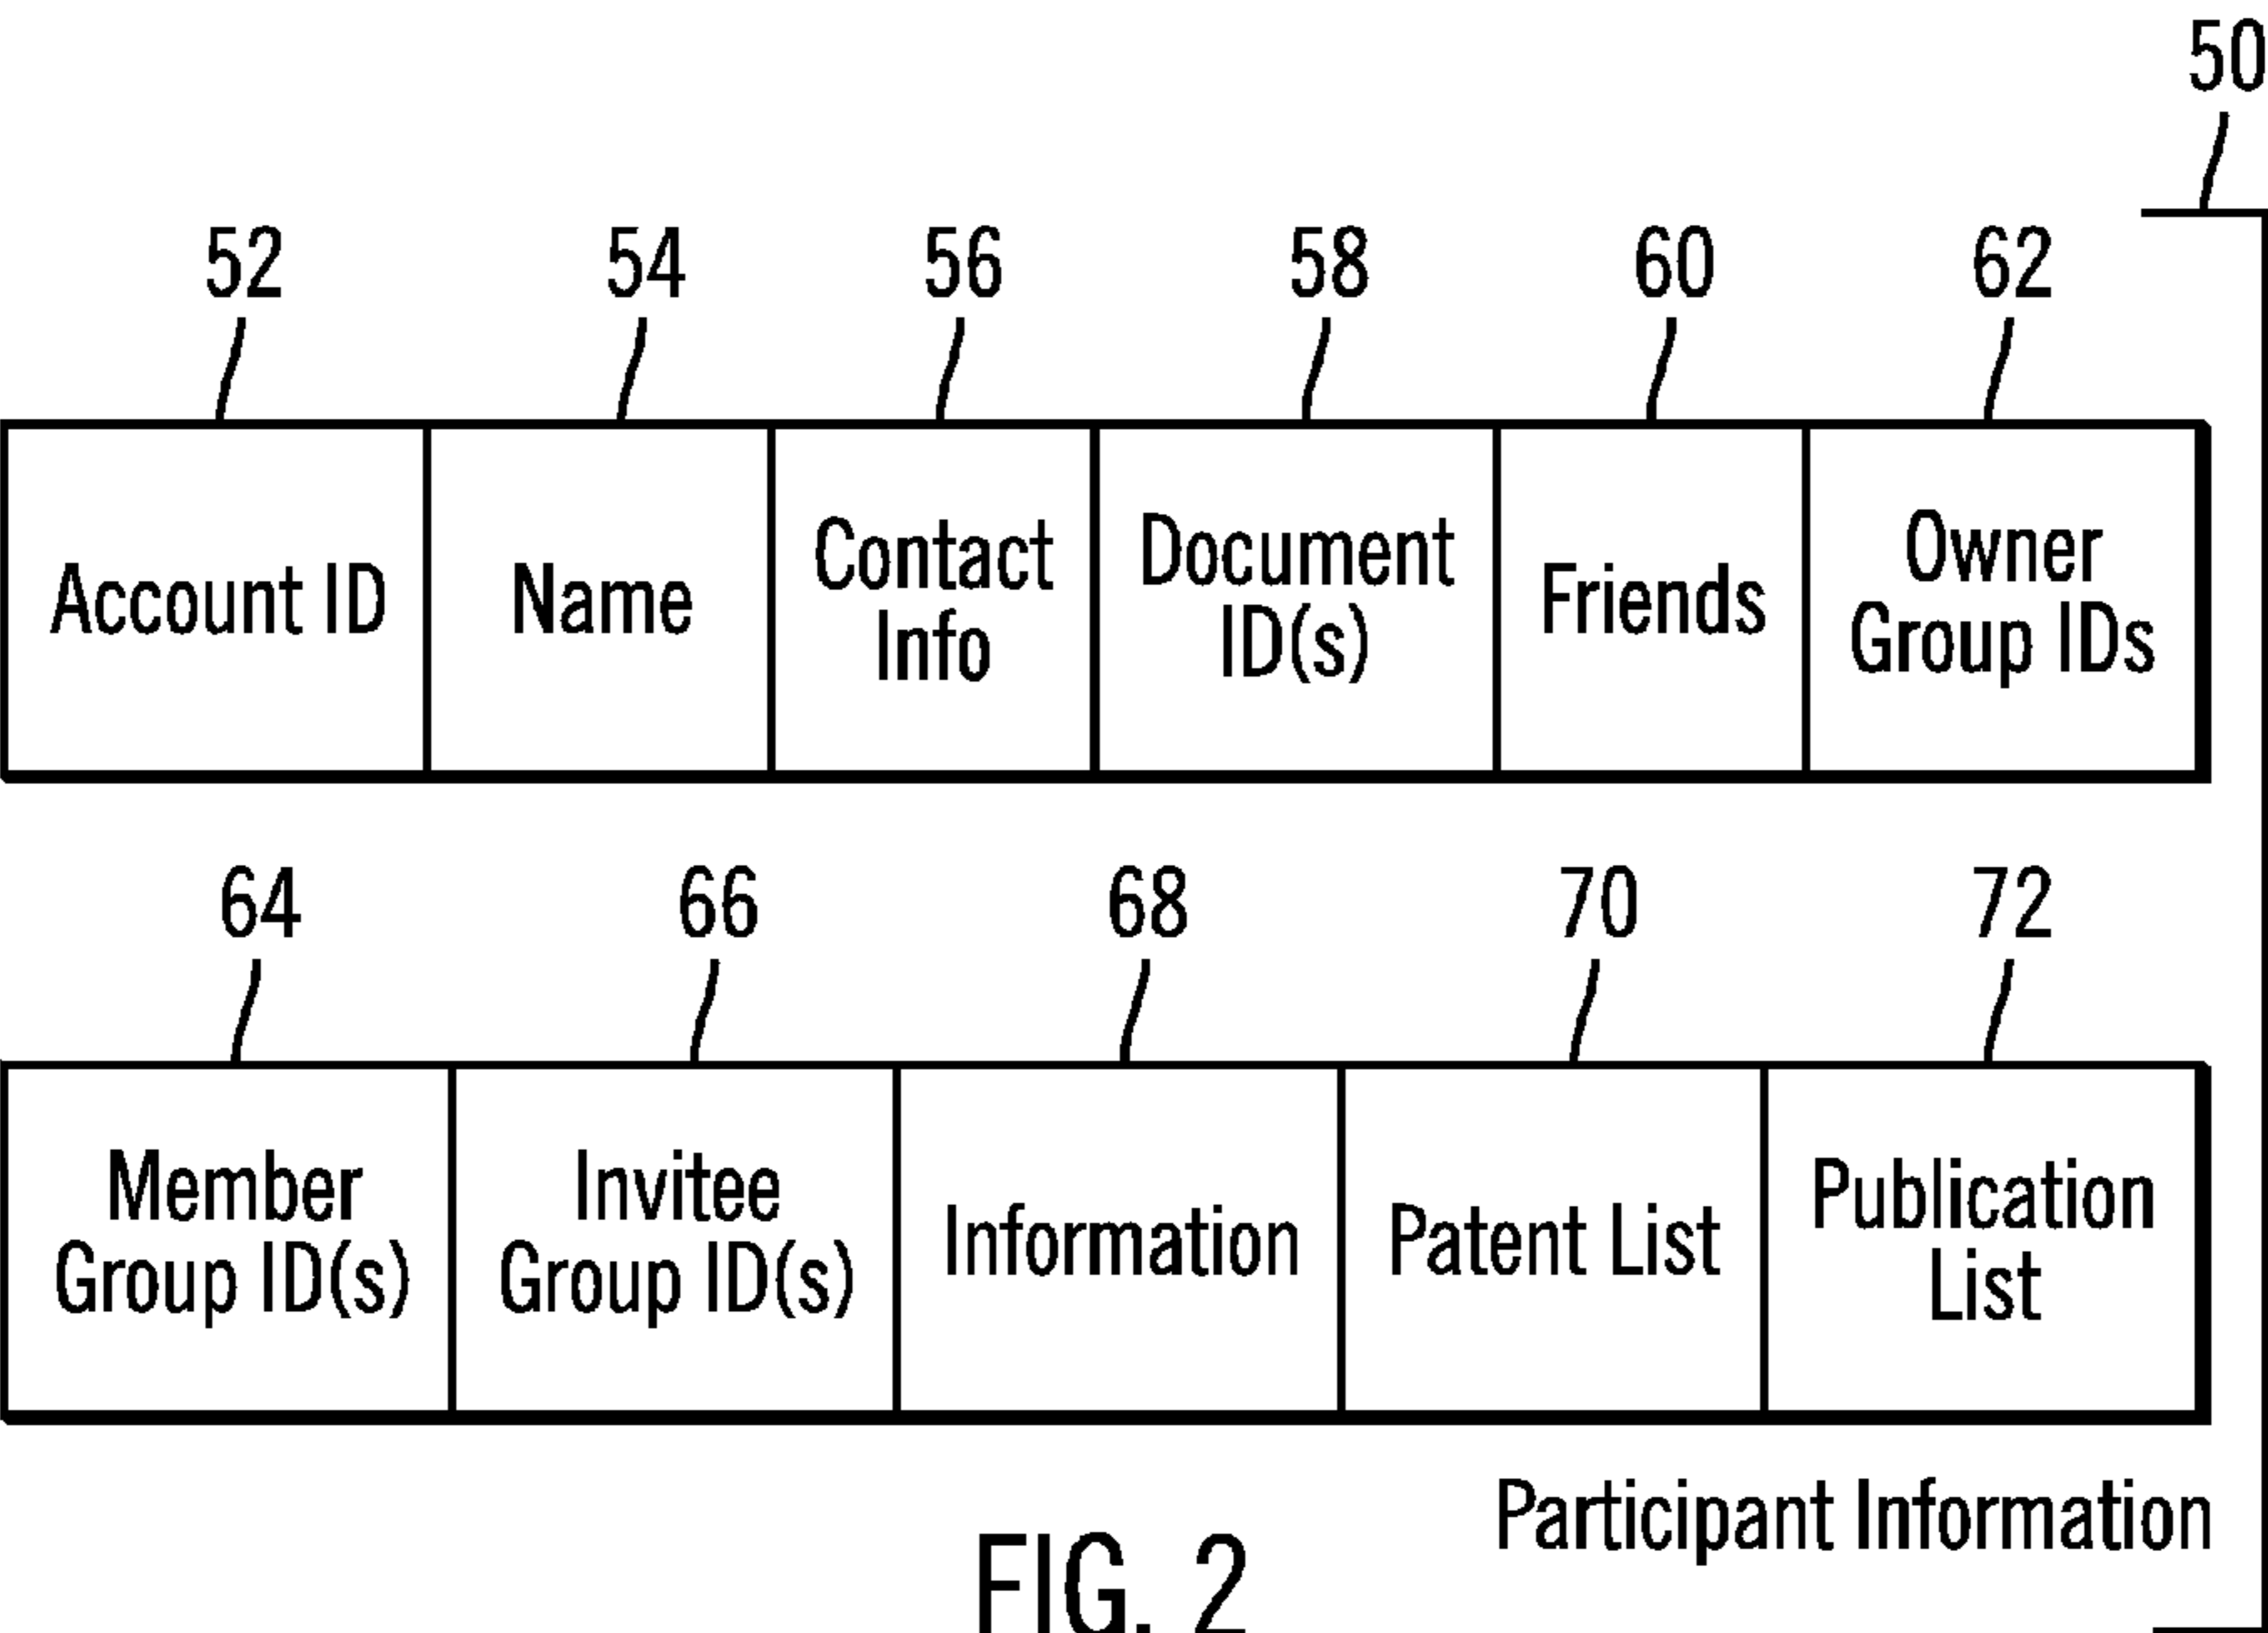 50
52 54 56 58 60 62
Account ID
Name
Contact
Info
Document
ID(s)
Friends
Owner
Group IDs
64 66 68 70 72
Member
Group ID(s)
Invitee
Group ID(s)
Information
Patent List
Publication
List
Participant Information
FIG. 2